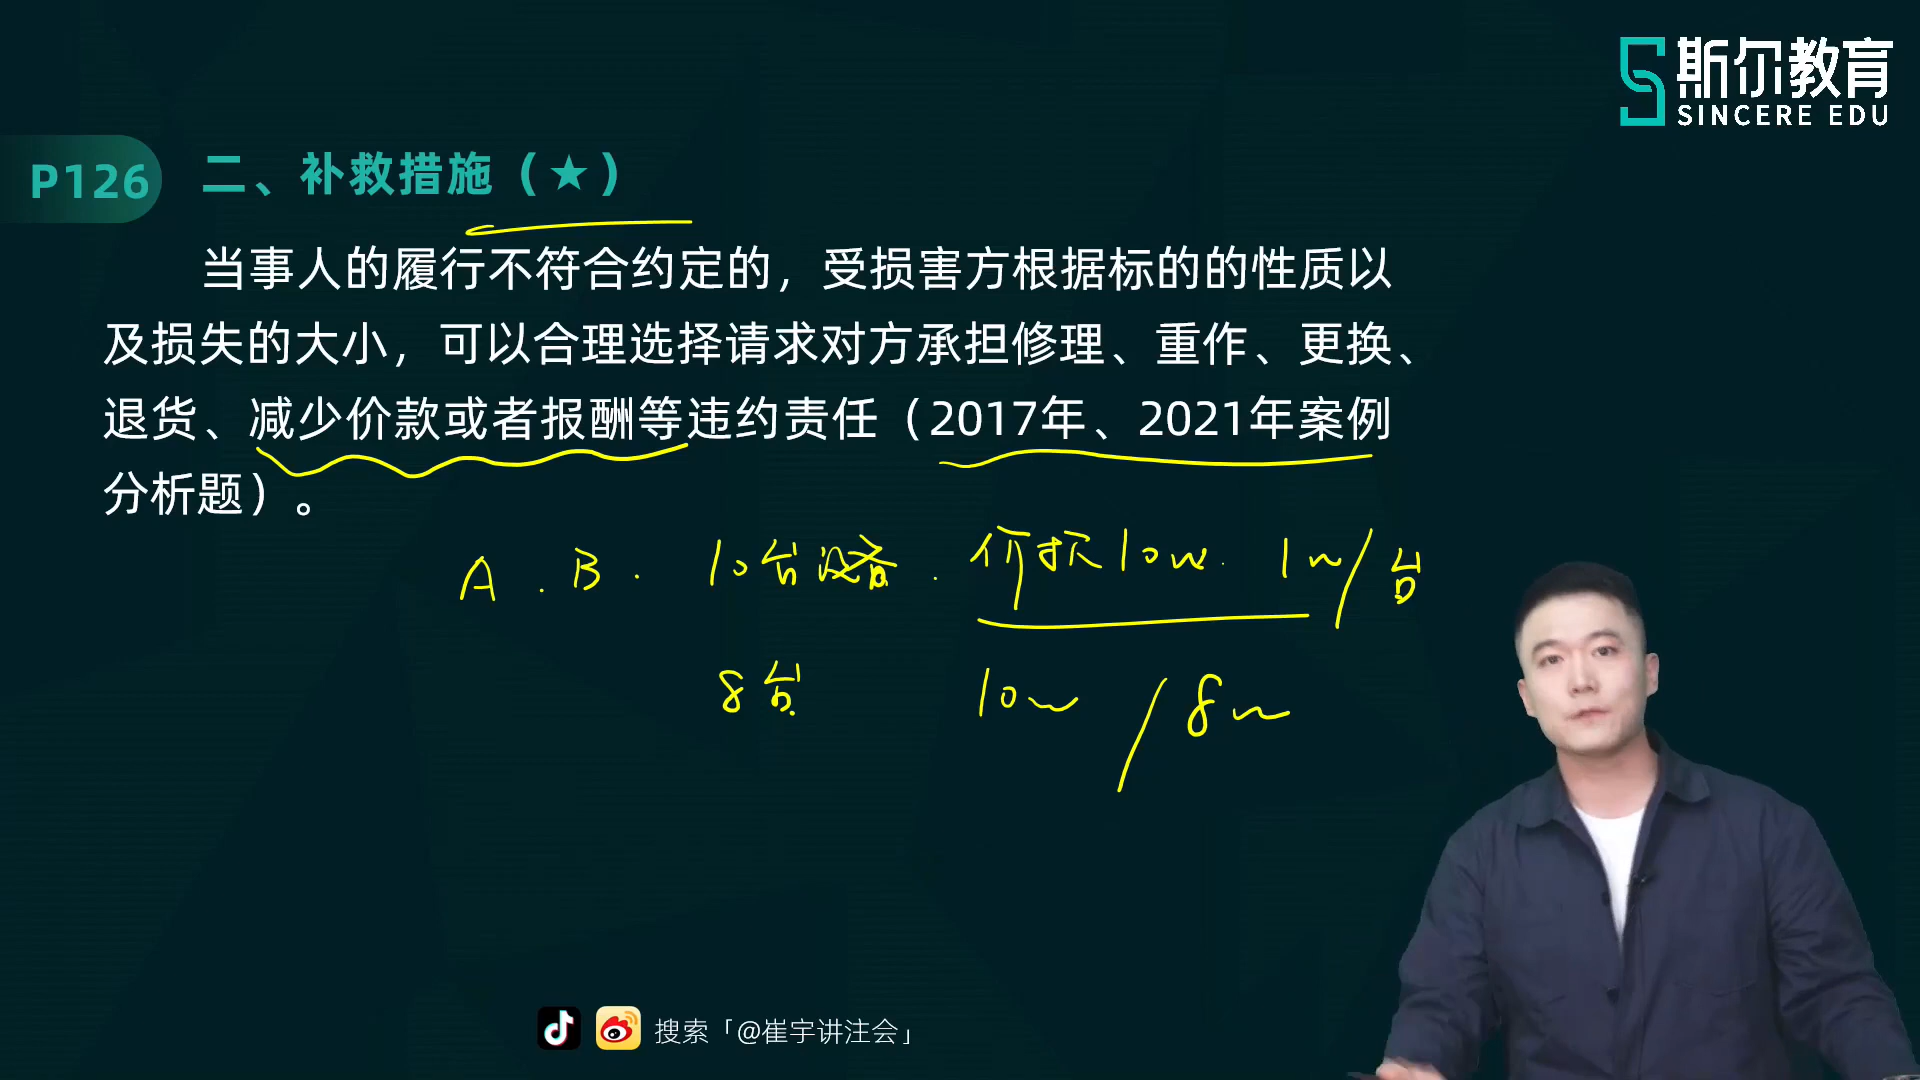 斯尔教育
SINCERE EDU
P126
二、补救措施（★）
当事人的履行不符合约定的，受损害方根据标的的性质以
及损失的大小，可以合理选择请求对方承担修理、重作、更换、
退货、减少价款或者报酬等违约责任（2017年、2021年案例
分析题）。
A . B . 10台设备 . 价款10w. 1w/台
8台 10w / 8w
搜索「@崔宇讲注会」